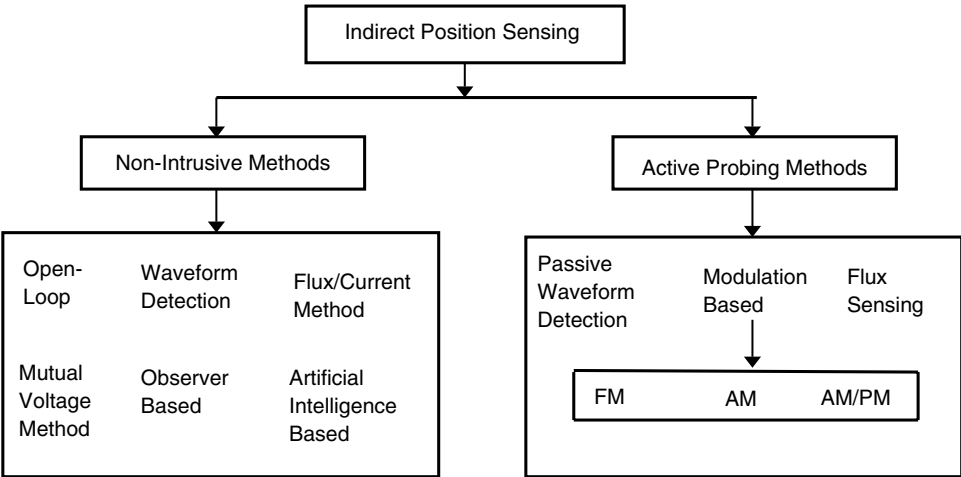 Indirect Position Sensing
Non-Intrusive Methods
Active Probing Methods
Open-
Loop
Waveform
Detection
Flux/Current
Method
Mutual
Voltage
Method
Observer
Based
Artificial
Intelligence
Based
Passive
Waveform
Detection
Modulation
Based
Flux
Sensing
FM
AM
AM/PM